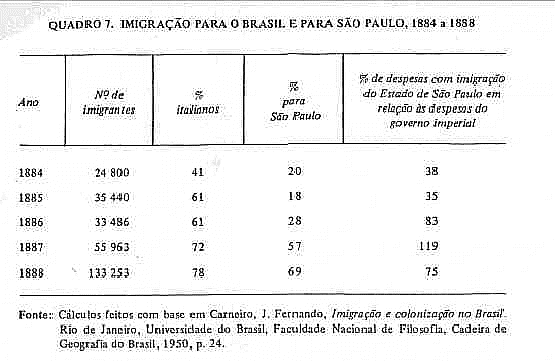 QUADRO 7. IMIGRAÇÃO PARA O BRASIL E PARA SÃO PAULO, 1884 a 1888
Ano Nº de imigrantes % italianos % para São Paulo % de despesas com imigração do Estado de São Paulo em relação às despesas do governo imperial
1884 24 800 41 20 38
1885 35 440 61 18 35
1886 33 486 61 28 83
1887 55 963 72 57 119
1888 133 253 78 69 75
Fonte: Cálculos feitos com base em Carneiro, J. Fernando, Imigração e colonização no Brasil.
Rio de Janeiro, Universidade do Brasil, Faculdade Nacional de Filosofia, Cadeira de
Geografia do Brasil, 1950, p. 24.